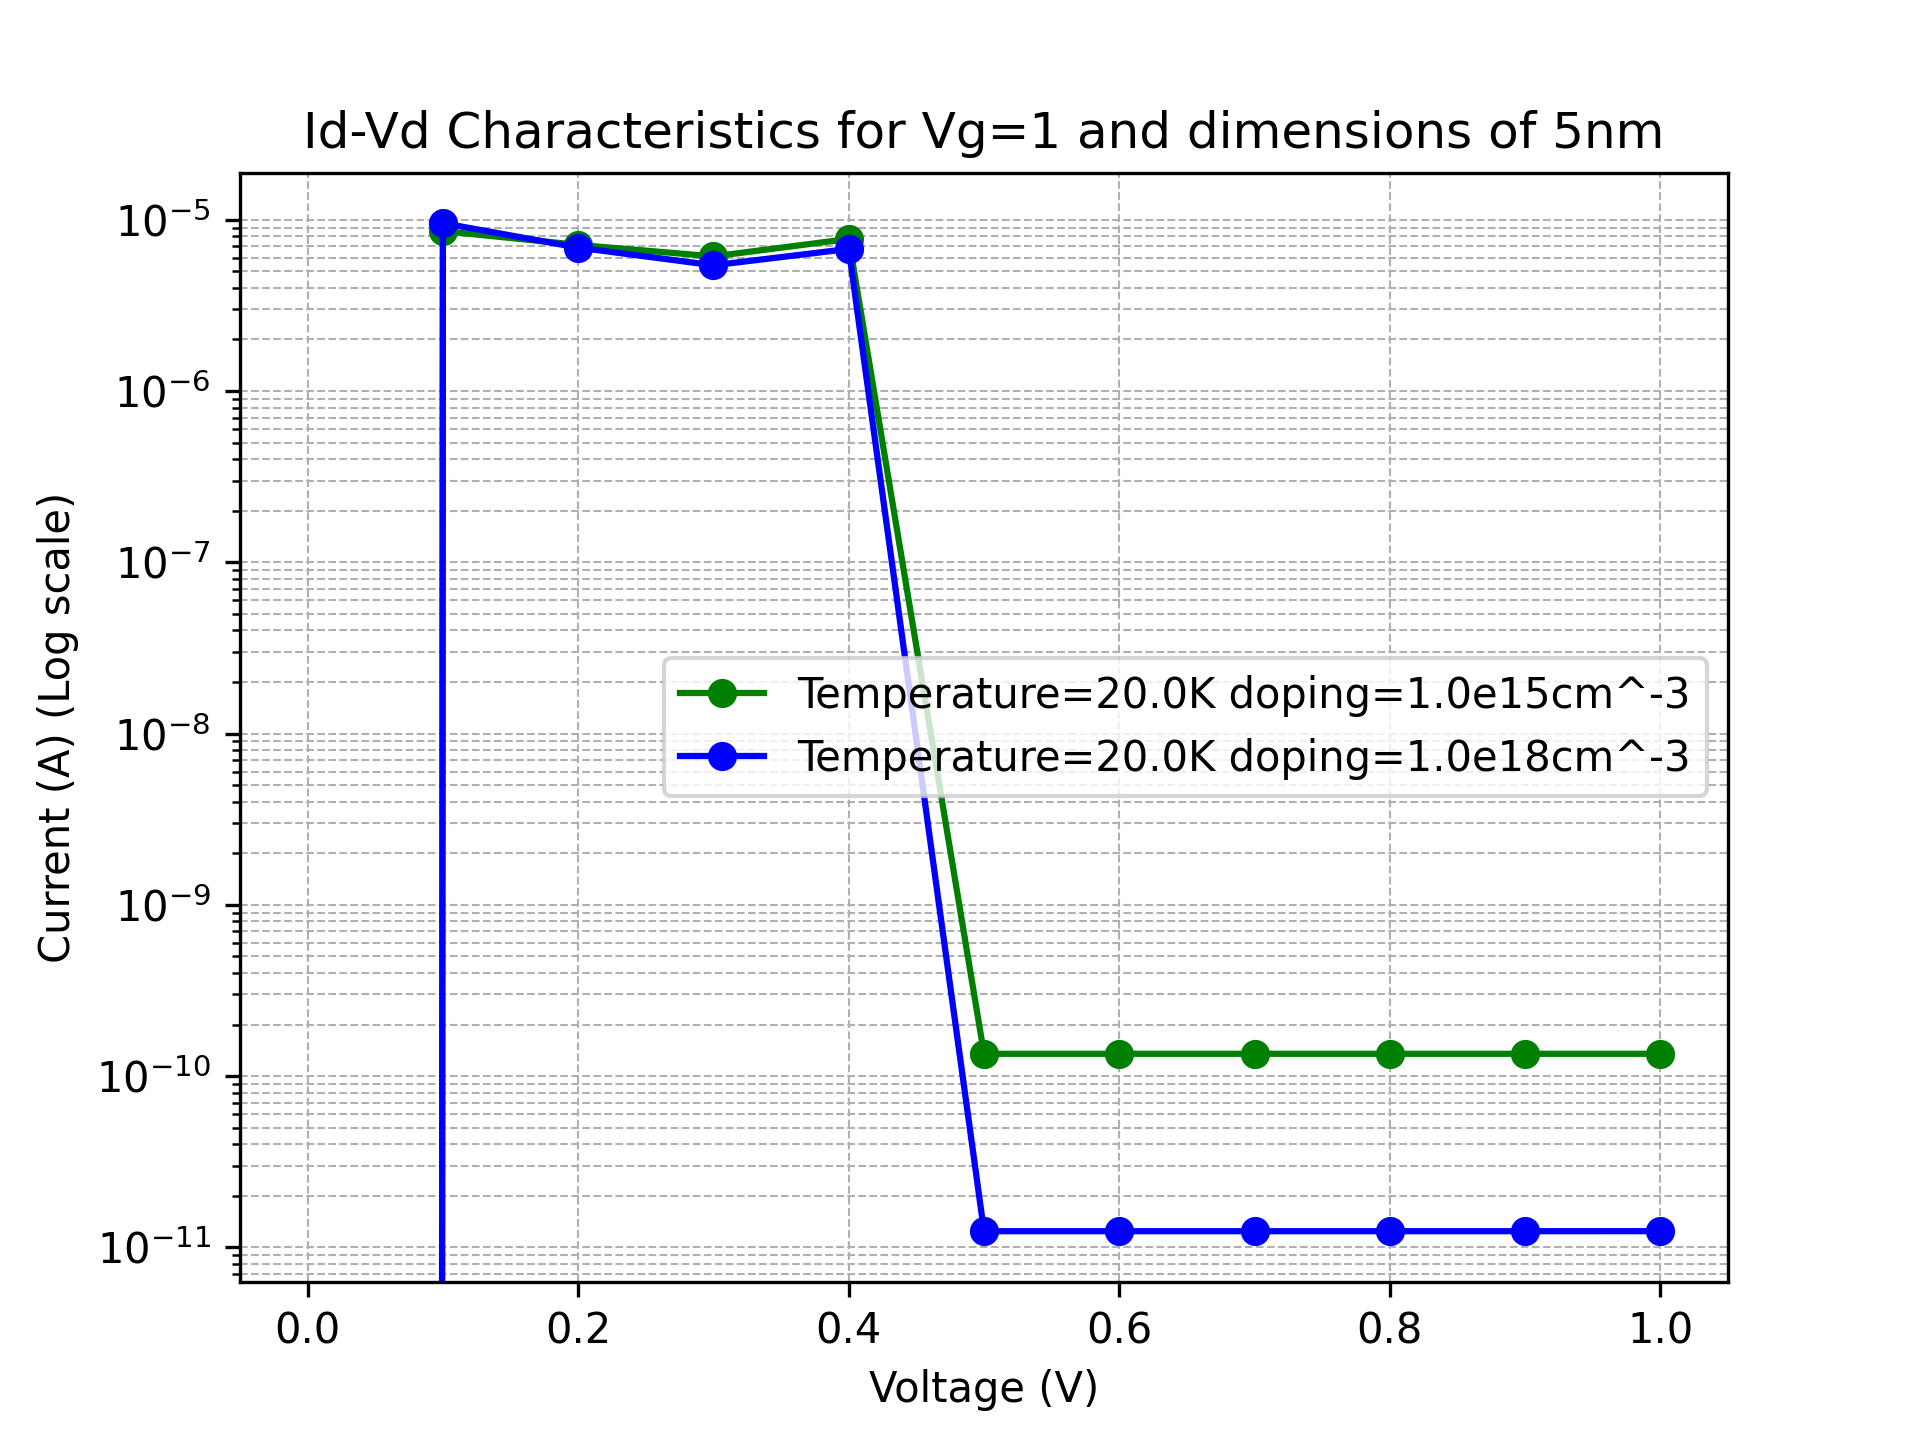 Id-Vd Characteristics for Vg=1 and dimensions of 5nm
10⁻⁵
10⁻⁶
10⁻⁷
10⁻⁸
10⁻⁹
10⁻¹⁰
10⁻¹¹
Current (A) (Log scale)
Temperature=20.0K doping=1.0e15cm^-3
Temperature=20.0K doping=1.0e18cm^-3
0.0 0.2 0.4 0.6 0.8 1.0
Voltage (V)